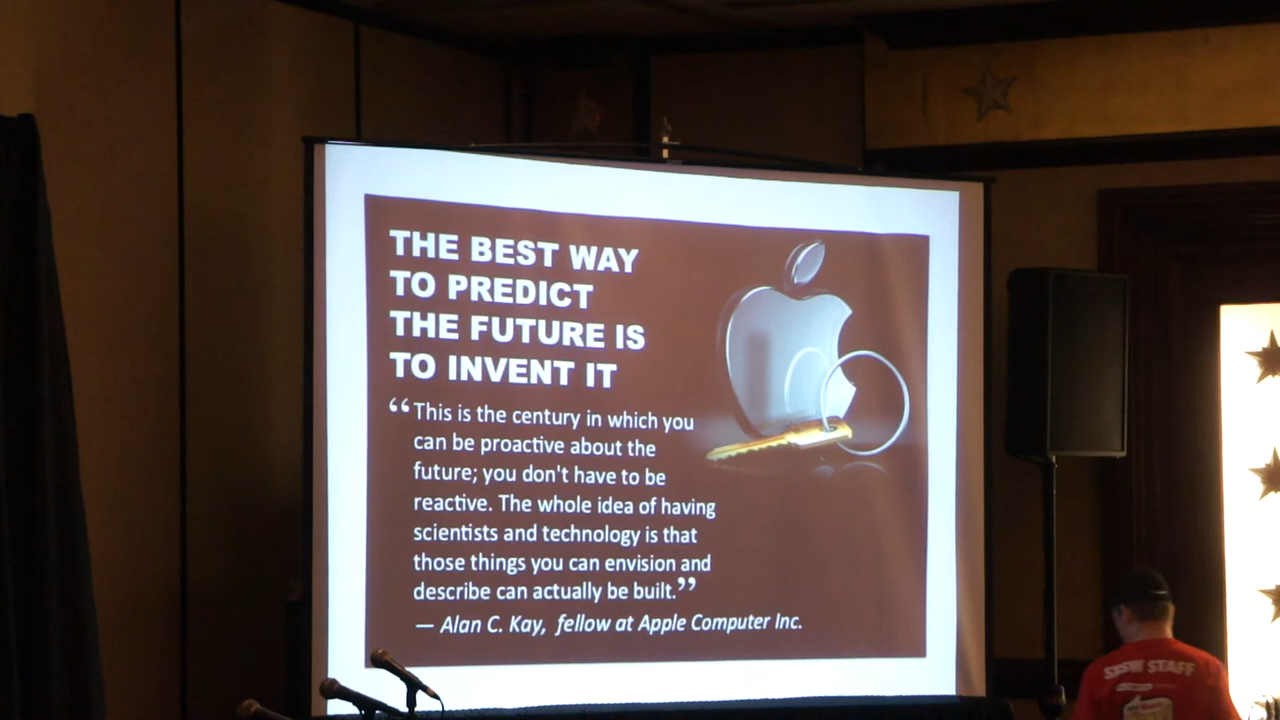 THE BEST WAY
TO PREDICT
THE FUTURE IS
TO INVENT IT
“This is the century in which you
can be proactive about the
future; you don't have to be
reactive. The whole idea of having
scientists and technology is that
those things you can envision and
describe can actually be built.”
— Alan C. Kay, fellow at Apple Computer Inc.
SXSW STAFF